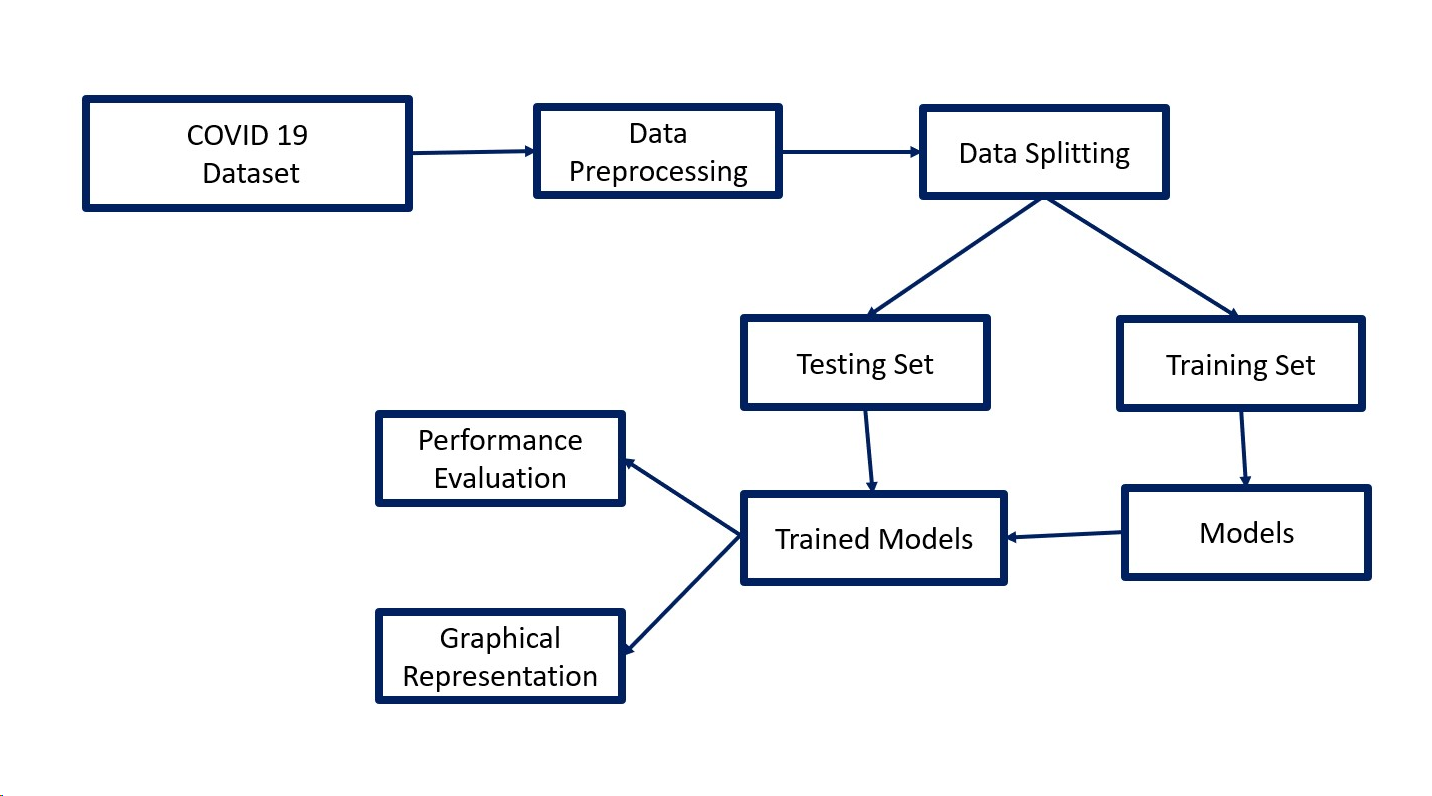 COVID 19
Dataset
Data
Preprocessing
Data Splitting
Testing Set
Training Set
Performance
Evaluation
Trained Models
Models
Graphical
Representation